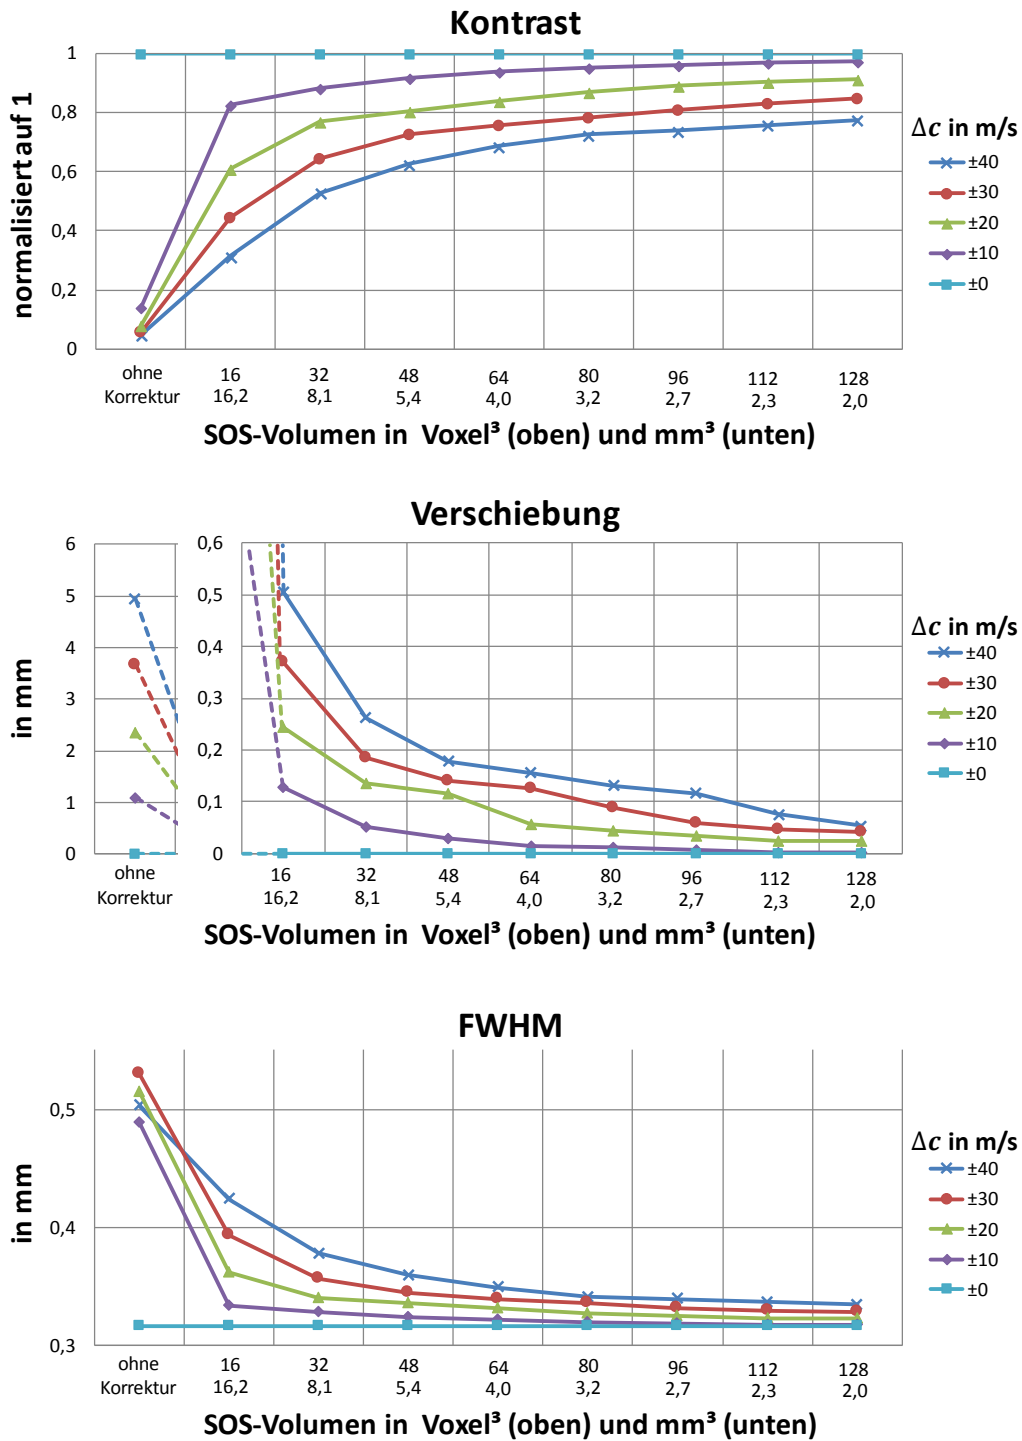 Kontrast
normalisiert auf 1
1
0,8
0,6
0,4
0,2
0
ohne 16 32 48 64 80 96 112 128
Korrektur 16,2 8,1 5,4 4,0 3,2 2,7 2,3 2,0
SOS-Volumen in Voxel³ (oben) und mm³ (unten)
Δc in m/s
±40
±30
±20
±10
±0
Verschiebung
in mm
6
5
4
3
2
1
0
0,6
0,5
0,4
0,3
0,2
0,1
0
ohne 16 32 48 64 80 96 112 128
Korrektur 16,2 8,1 5,4 4,0 3,2 2,7 2,3 2,0
SOS-Volumen in Voxel³ (oben) und mm³ (unten)
Δc in m/s
±40
±30
±20
±10
±0
FWHM
in mm
0,5
0,4
0,3
ohne 16 32 48 64 80 96 112 128
Korrektur 16,2 8,1 5,4 4,0 3,2 2,7 2,3 2,0
SOS-Volumen in Voxel³ (oben) und mm³ (unten)
Δc in m/s
±40
±30
±20
±10
±0